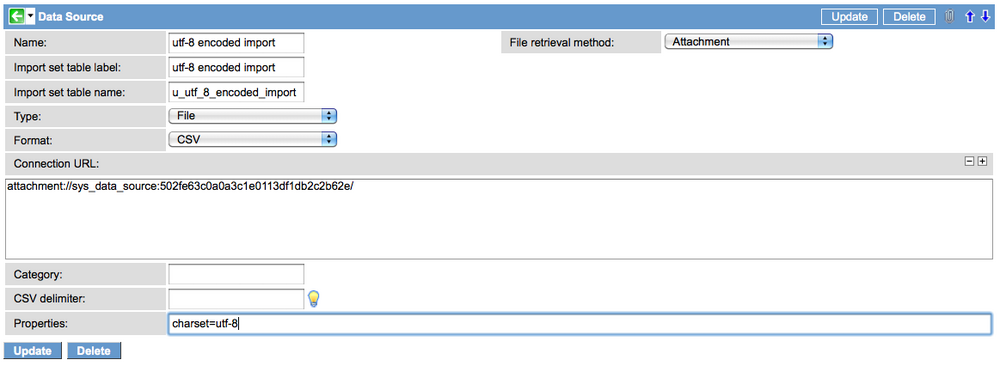 Data Source Update Delete
Name: utf-8 encoded import File retrieval method: Attachment
Import set table label: utf-8 encoded import
Import set table name: u_utf_8_encoded_import
Type: File
Format: CSV
Connection URL:
attachment://sys_data_source:502fe63c0a0a3c1e0113df1db2c2b62e/
Category:
CSV delimiter:
Properties: charset=utf-8
Update Delete